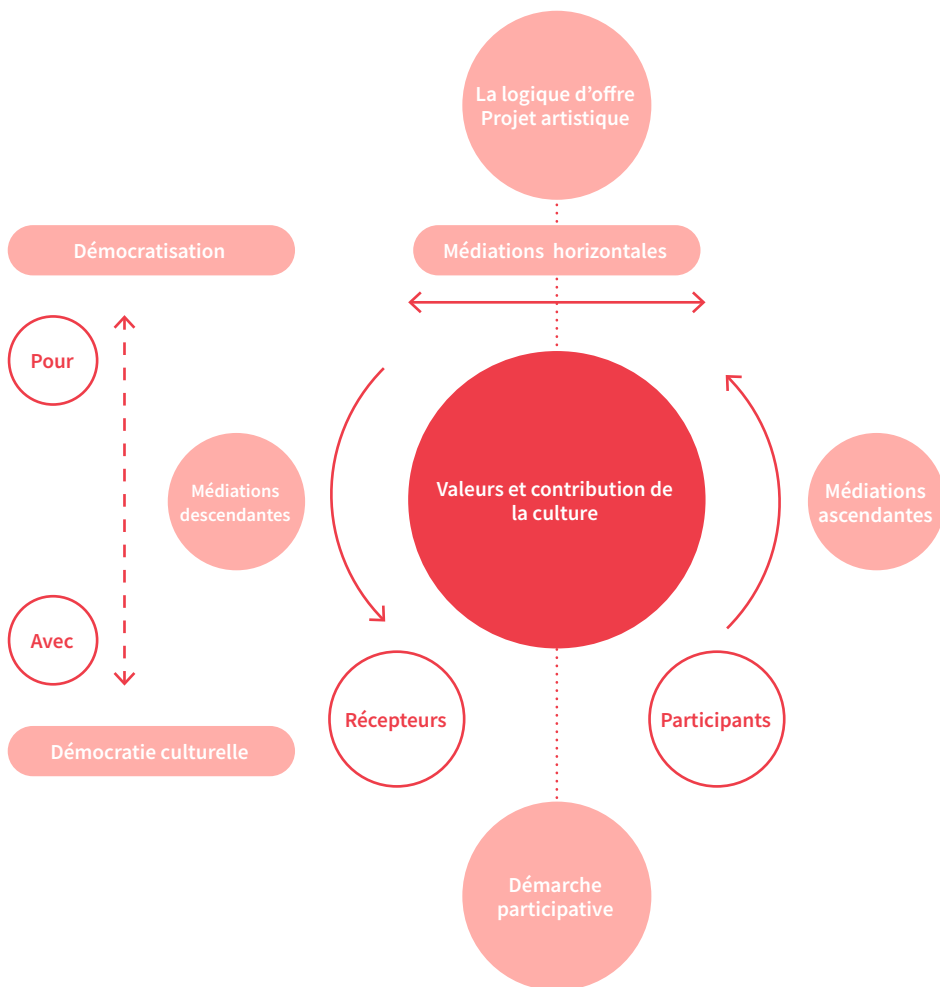 La logique d’offre
Projet artistique
Démocratisation
Médiations horizontales
Pour
Médiations
descendantes
Valeurs et contribution de
la culture
Médiations
ascendantes
Avec
Récepteurs
Participants
Démocratie culturelle
Démarche
participative